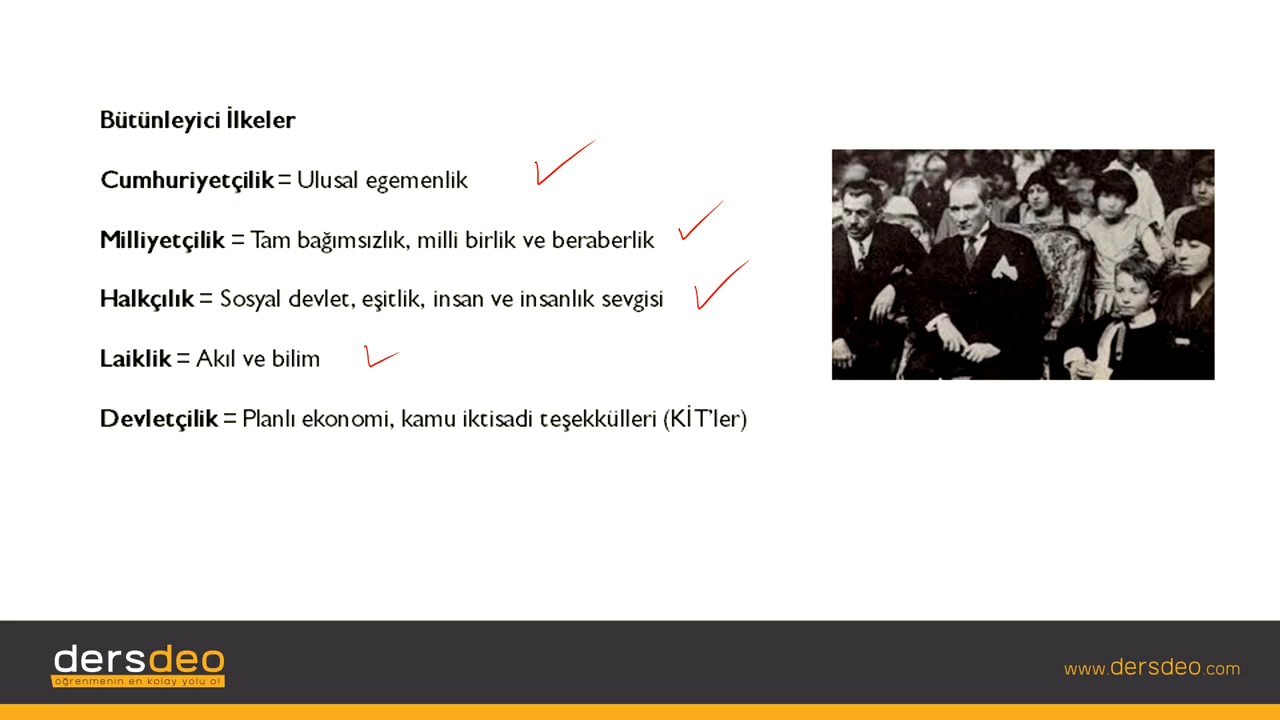 Bütünleyici İlkeler
Cumhuriyetçilik = Ulusal egemenlik
Milliyetçilik = Tam bağımsızlık, milli birlik ve beraberlik
Halkçılık = Sosyal devlet, eşitlik, insan ve insanlık sevgisi
Laiklik = Akıl ve bilim
Devletçilik = Planlı ekonomi, kamu iktisadi teşekkülleri (KİT'ler)
dersdeo
öğrenmenin en kolay yolu o!
www.dersdeo.com